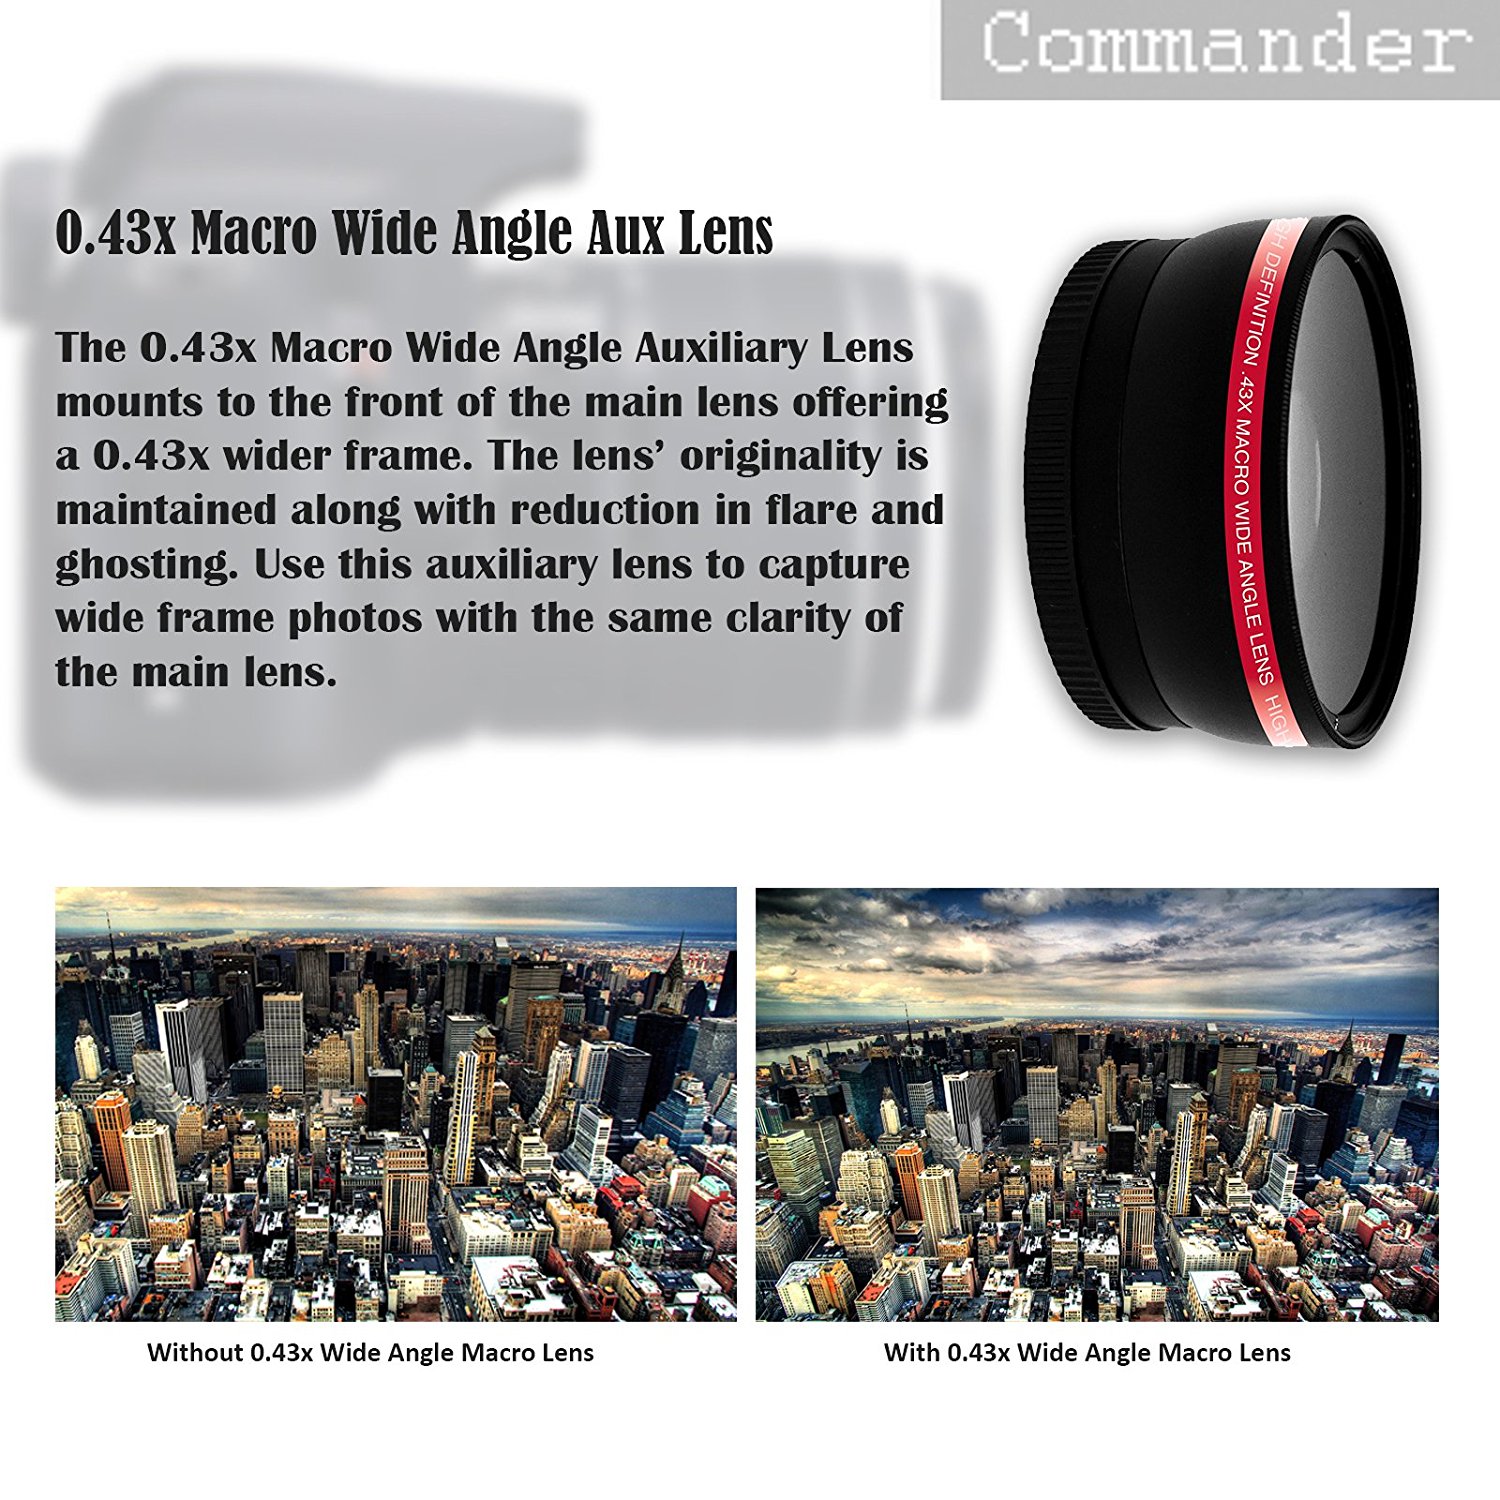 Commander
0.43x Macro Wide Angle Aux Lens
The 0.43x Macro Wide Angle Auxiliary Lens
mounts to the front of the main lens offering
a 0.43x wider frame. The lens’ originality is
maintained along with reduction in flare and
ghosting. Use this auxiliary lens to capture
wide frame photos with the same clarity of
the main lens.
GH DEFINITION .43X MACRO WIDE ANGLE LENS HIGH
Without 0.43x Wide Angle Macro Lens
With 0.43x Wide Angle Macro Lens